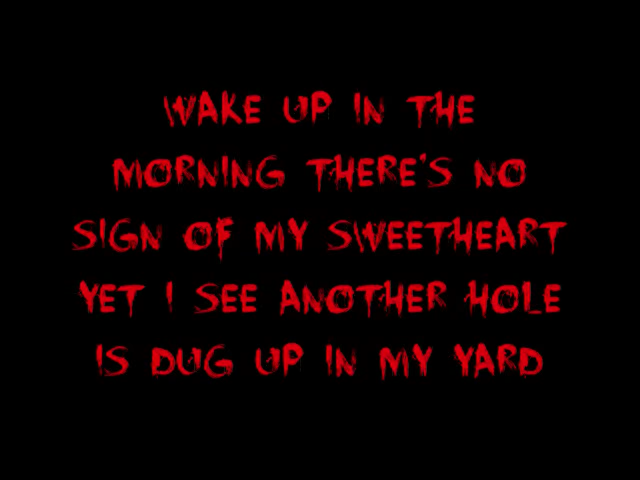 WAKE UP IN THE
MORNING THERE'S NO
SIGN OF MY SWEETHEART
YET I SEE ANOTHER HOLE
IS DUG UP IN MY YARD